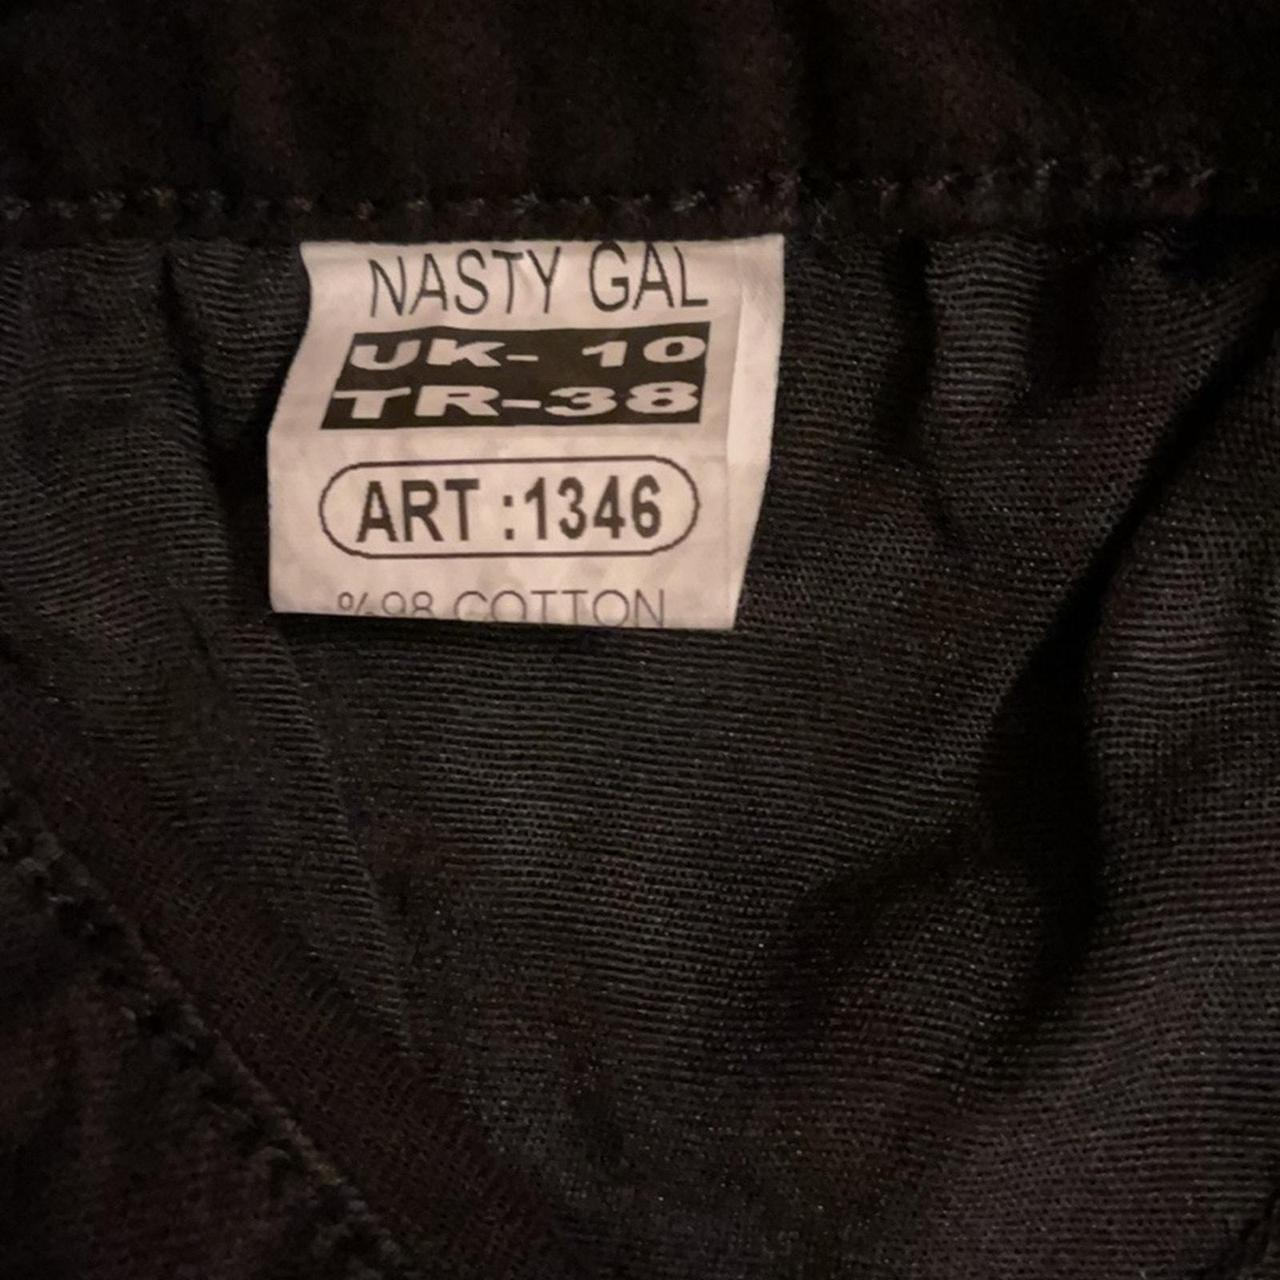 NASTY GAL
UK- 10
TR-38
ART :1346
%98 COTTON